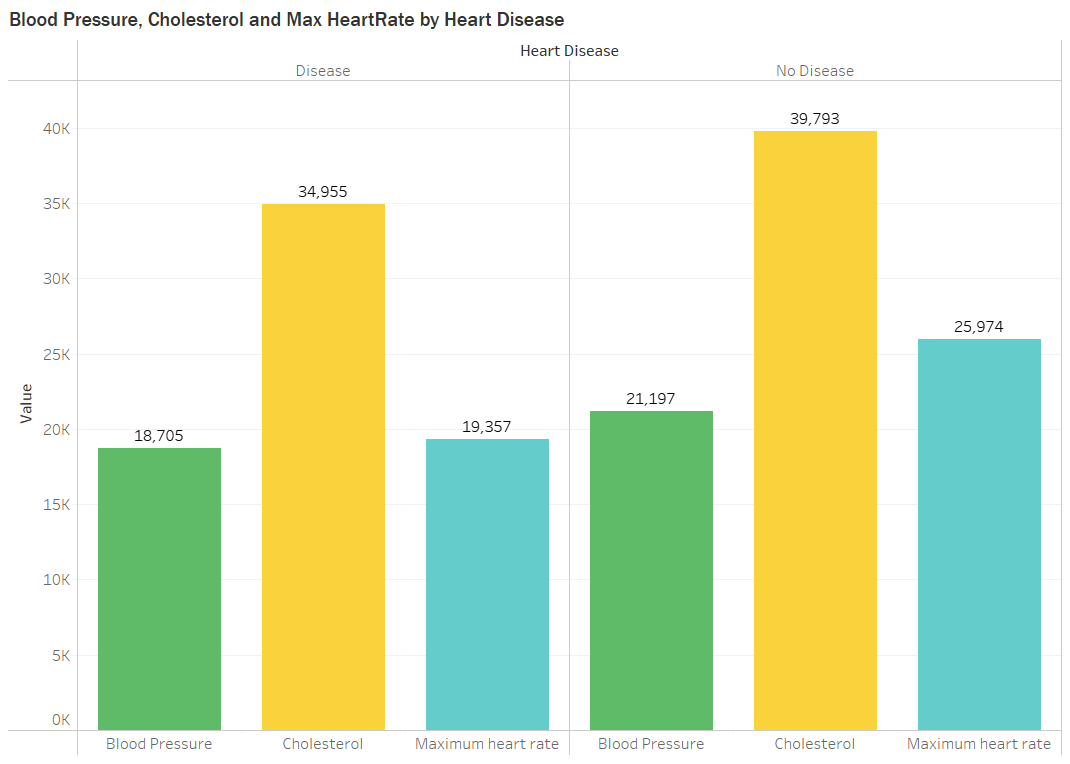 Blood Pressure, Cholesterol and Max HeartRate by Heart Disease
Heart Disease
Disease
No Disease
Value
40K
35K
30K
25K
20K
15K
10K
5K
0K
18,705
34,955
19,357
21,197
39,793
25,974
Blood Pressure
Cholesterol
Maximum heart rate
Blood Pressure
Cholesterol
Maximum heart rate